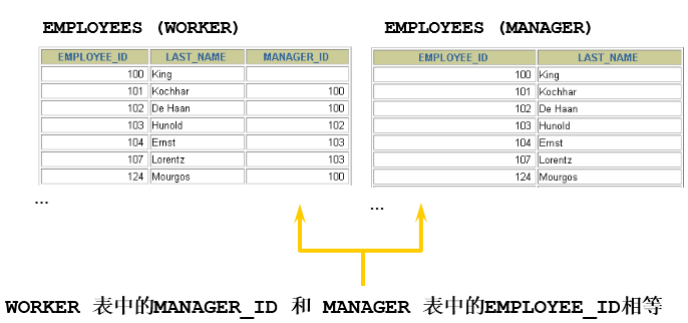 EMPLOYEES (WORKER)
EMPLOYEES (MANAGER)
EMPLOYEE_ID LAST_NAME MANAGER_ID
100 King
101 Kochhar 100
102 De Haan 100
103 Hunold 102
104 Ernst 103
107 Lorentz 103
124 Mourgos 100
...
EMPLOYEE_ID LAST_NAME
100 King
101 Kochhar
102 De Haan
103 Hunold
104 Ernst
107 Lorentz
124 Mourgos
...
WORKER 表中的MANAGER_ID 和 MANAGER 表中的EMPLOYEE_ID相等